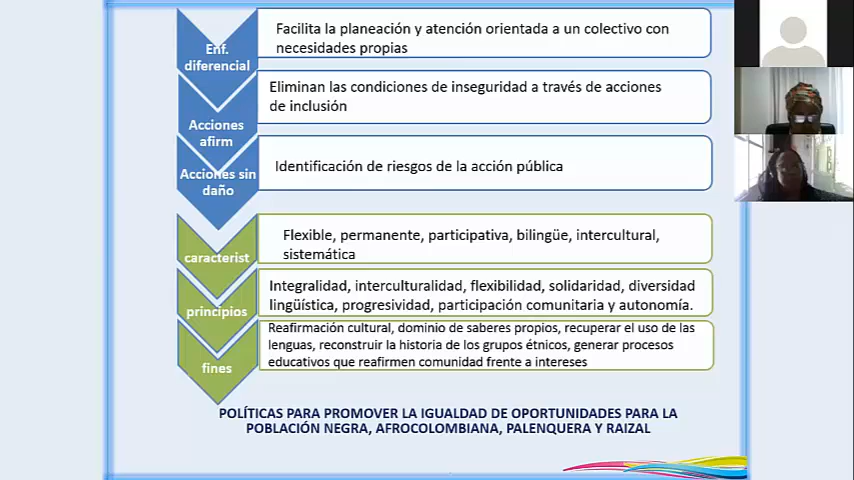 Enf. diferencial
Facilita la planeación y atención orientada a un colectivo con
necesidades propias
Acciones afirm
Eliminan las condiciones de inseguridad a través de acciones
de inclusión
Acciones sin daño
Identificación de riesgos de la acción pública
caracterist
Flexible, permanente, participativa, bilingüe, intercultural,
sistemática
principios
Integralidad, interculturalidad, flexibilidad, solidaridad, diversidad
lingüística, progresividad, participación comunitaria y autonomía.
fines
Reafirmación cultural, dominio de saberes propios, recuperar el uso de las
lenguas, reconstruir la historia de los grupos étnicos, generar procesos
educativos que reafirmen comunidad frente a intereses
POLÍTICAS PARA PROMOVER LA IGUALDAD DE OPORTUNIDADES PARA LA
POBLACIÓN NEGRA, AFROCOLOMBIANA, PALENQUERA Y RAIZAL